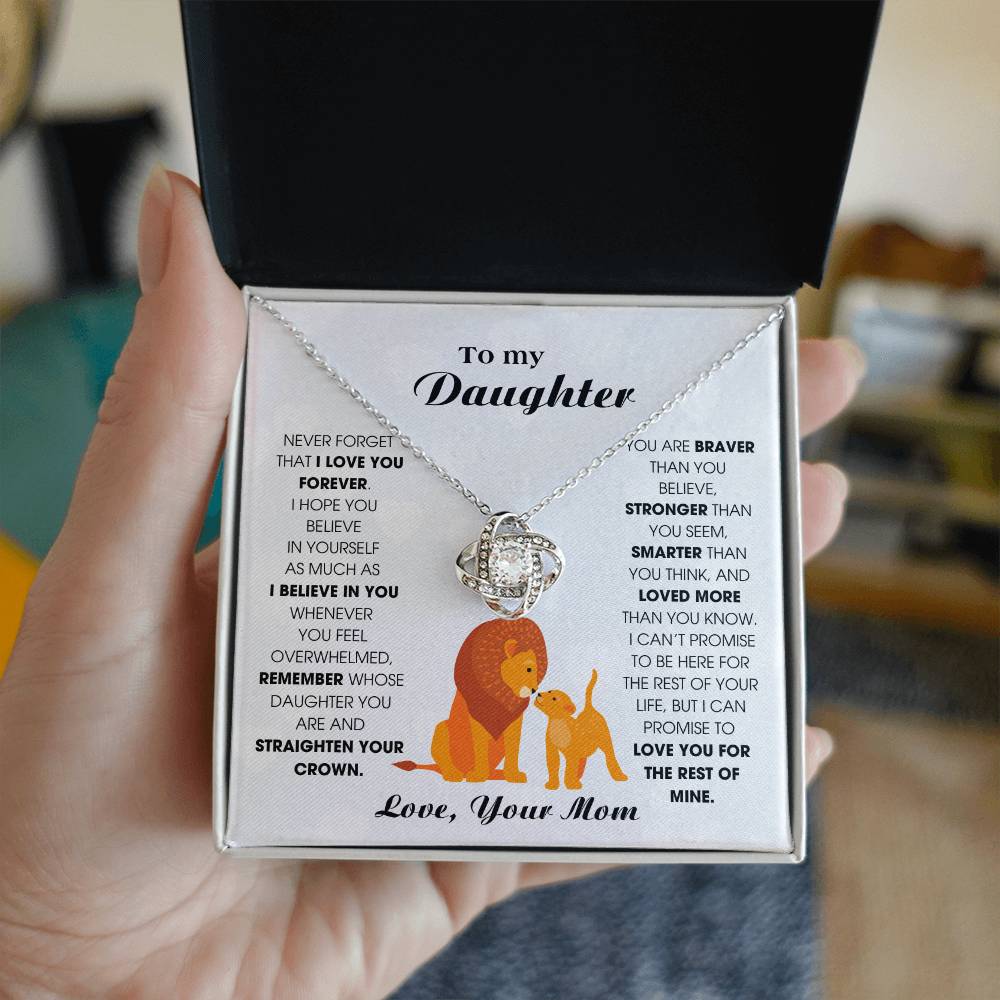 To my
Daughter
NEVER FORGET
THAT I LOVE YOU
FOREVER.
I HOPE YOU
BELIEVE
IN YOURSELF
AS MUCH AS
I BELIEVE IN YOU
WHENEVER
YOU FEEL
OVERWHELMED,
REMEMBER WHOSE
DAUGHTER YOU
ARE AND
STRAIGHTEN YOUR
CROWN.
YOU ARE BRAVER
THAN YOU
BELIEVE,
STRONGER THAN
YOU SEEM,
SMARTER THAN
YOU THINK, AND
LOVED MORE
THAN YOU KNOW.
I CAN'T PROMISE
TO BE HERE FOR
THE REST OF YOUR
LIFE, BUT I CAN
PROMISE TO
LOVE YOU FOR
THE REST OF
MINE.
Love, Your Mom